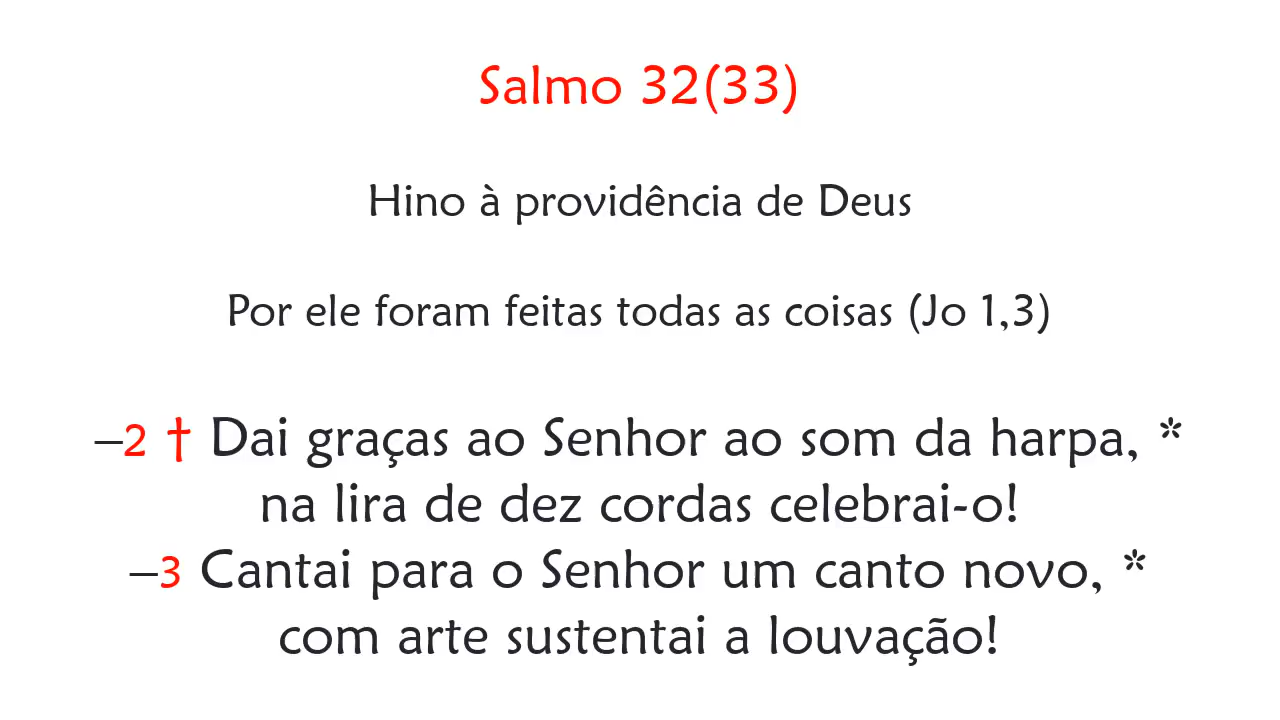 Salmo 32(33)
Hino à providência de Deus
Por ele foram feitas todas as coisas (Jo 1,3)
–2 † Dai graças ao Senhor ao som da harpa, *
na lira de dez cordas celebrai-o!
–3 Cantai para o Senhor um canto novo, *
com arte sustentai a louvação!